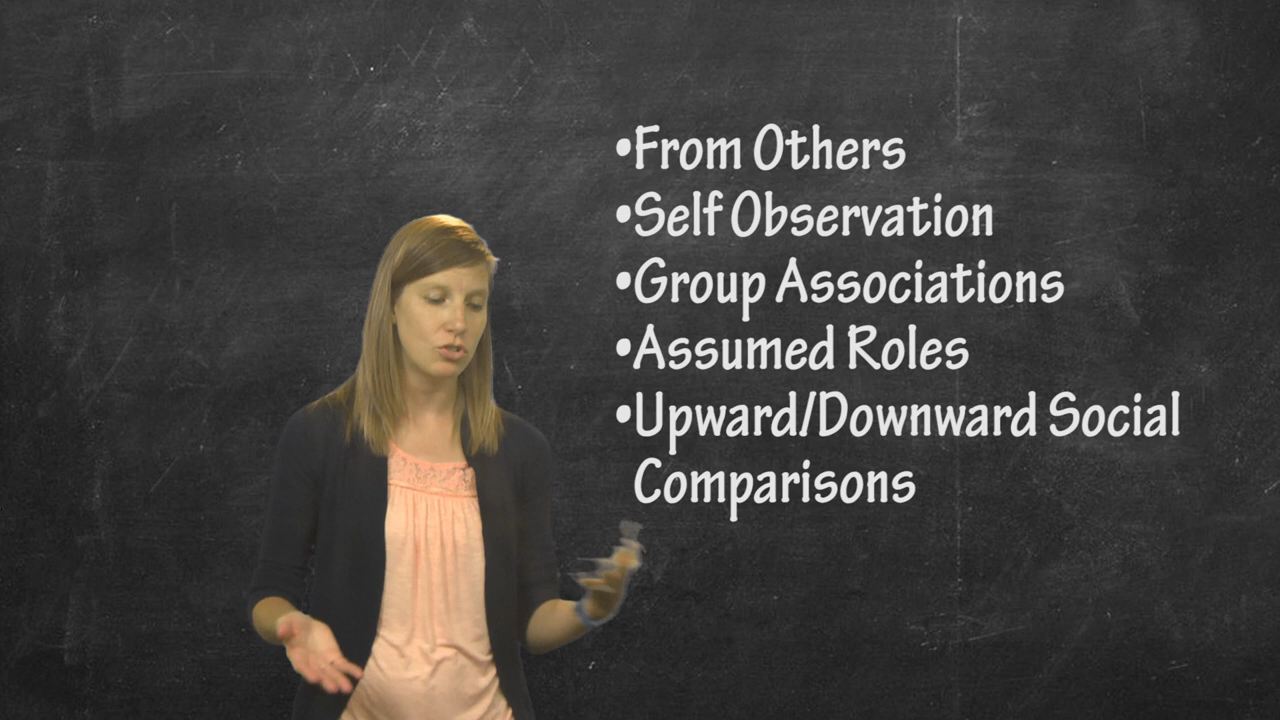 •From Others
•Self Observation
•Group Associations
•Assumed Roles
•Upward/Downward Social
Comparisons